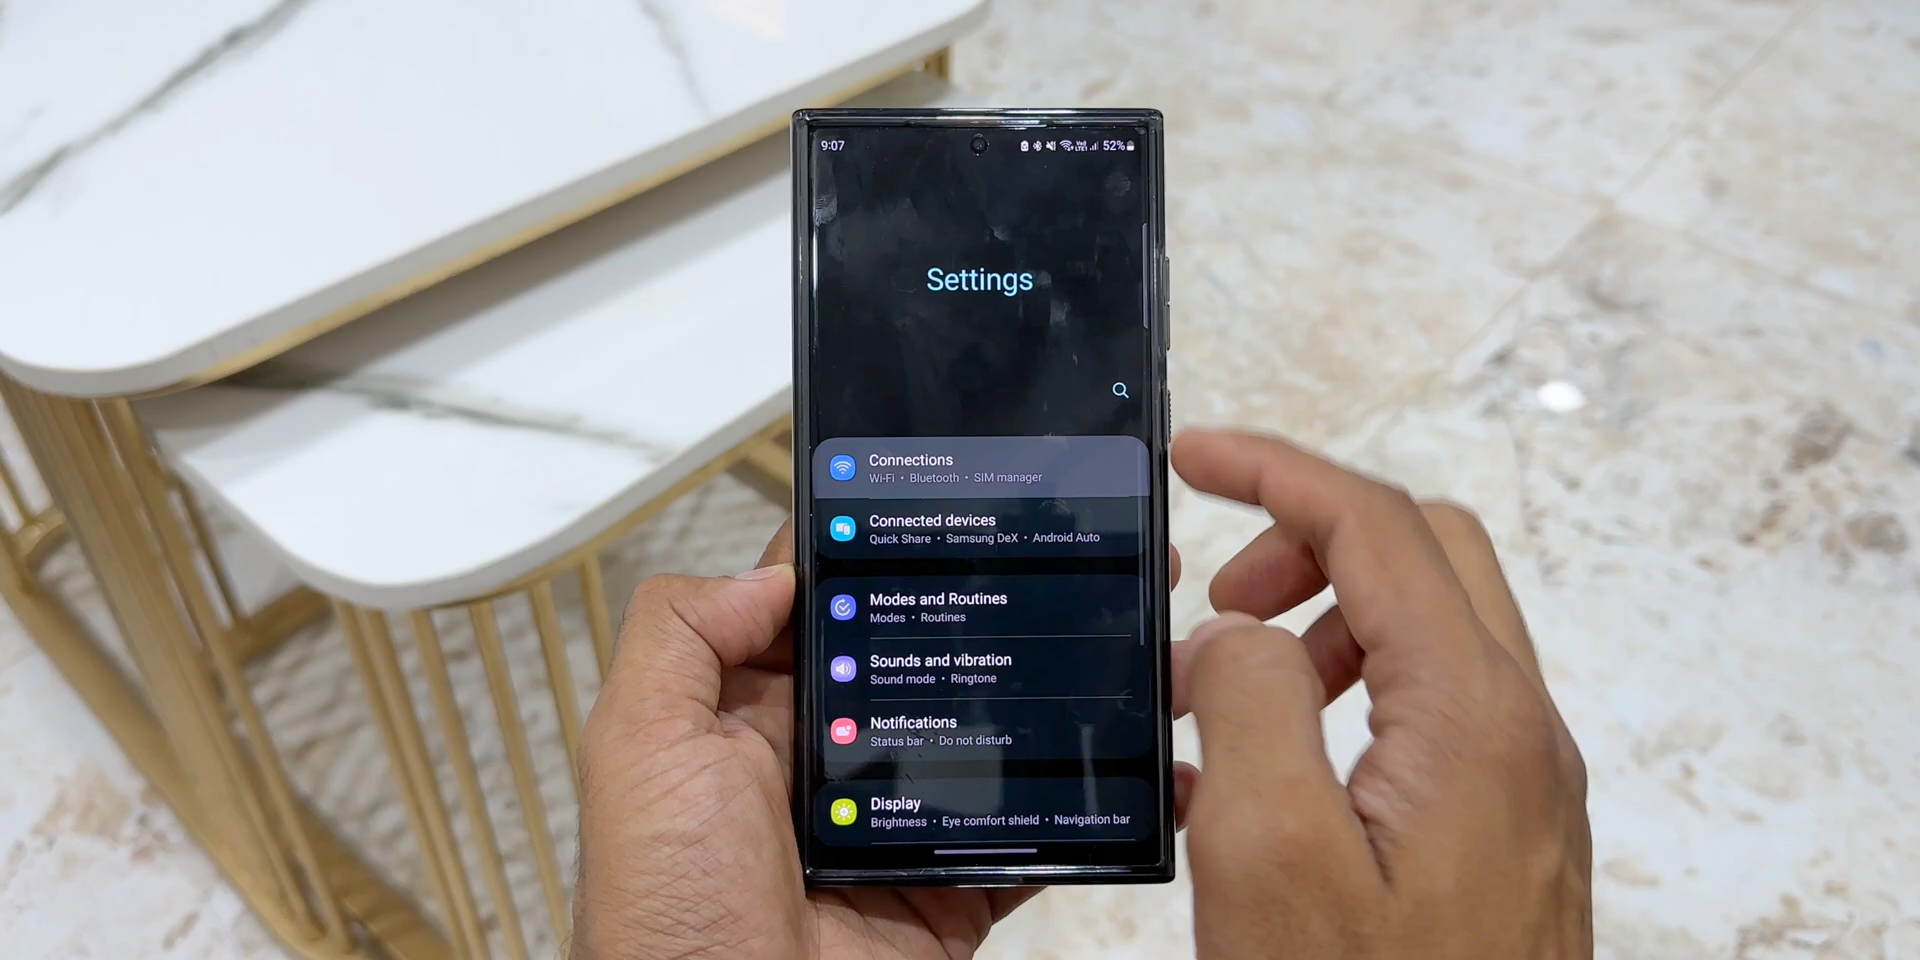 9:07 52%
Settings
Connections
Wi-Fi • Bluetooth • SIM manager
Connected devices
Quick Share • Samsung DeX • Android Auto
Modes and Routines
Modes • Routines
Sounds and vibration
Sound mode • Ringtone
Notifications
Status bar • Do not disturb
Display
Brightness • Eye comfort shield • Navigation bar